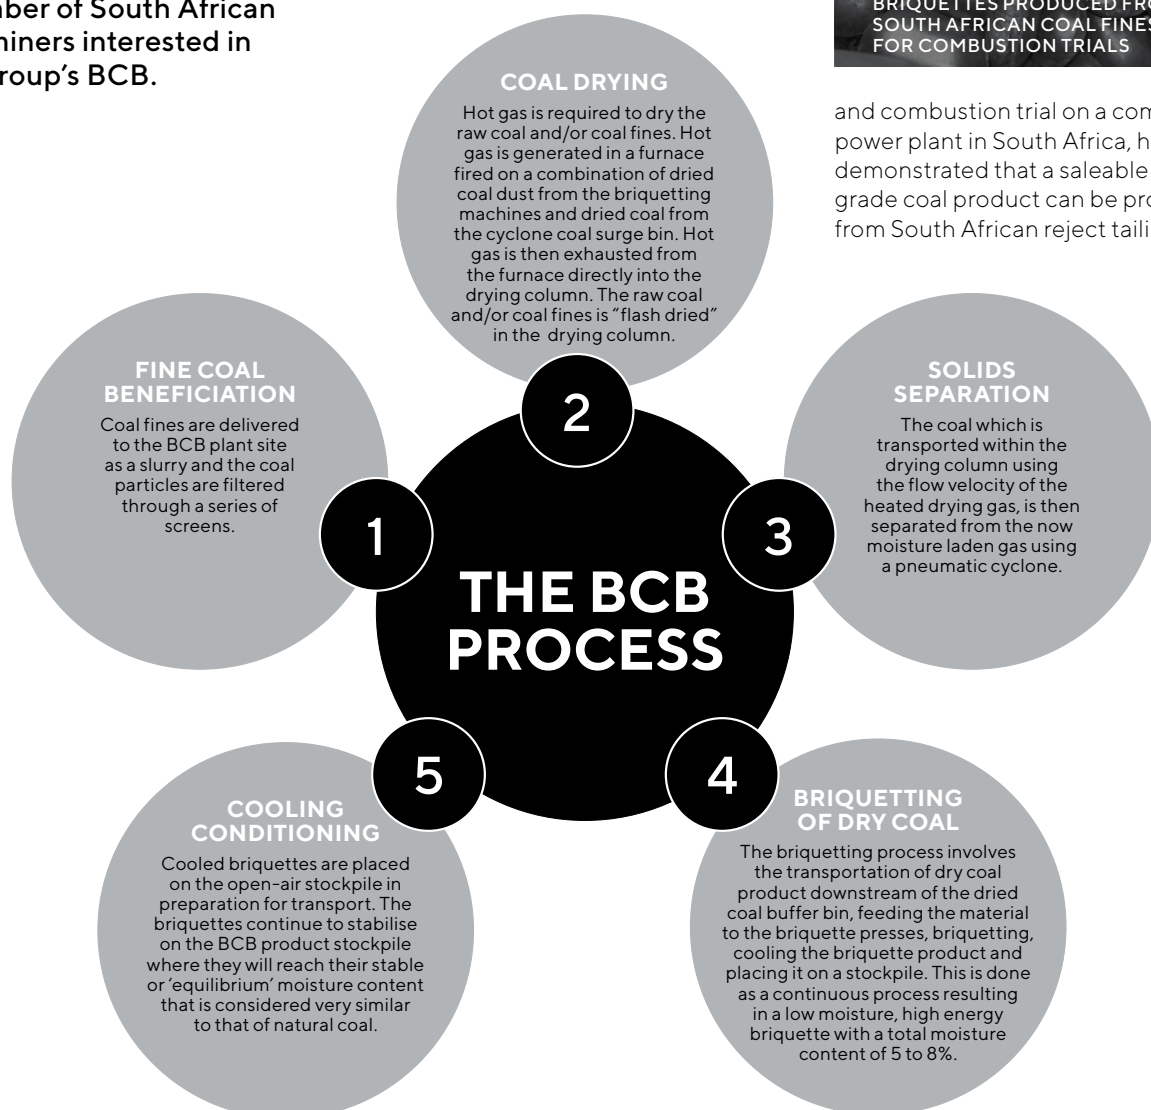 of South African
miners interested in
BCB.
BRIQUETTES PRODUCED
SOUTH AFRICAN COAL FINES
FOR COMBUSTION TRIALS
and combustion trial on a
power plant in South Africa,
demonstrated that a saleable
grade coal product can be
from South African reject
COAL DRYING
Hot gas is required to dry the
raw coal and/or coal fines. Hot
gas is generated in a furnace
fired on a combination of dried
coal dust from the briquetting
machines and dried coal from
the cyclone coal surge bin. Hot
gas is then exhausted from
the furnace directly into the
drying column. The raw coal
and/or coal fines is “flash dried”
in the drying column.
FINE COAL
BENEFICIATION
Coal fines are delivered
to the BCB plant site
as a slurry and the coal
particles are filtered
through a series of
screens.
SOLIDS
SEPARATION
The coal which is
transported within the
drying column using
the flow velocity of the
heated drying gas, is then
separated from the now
moisture laden gas using
a pneumatic cyclone.
2
1
3
THE BCB
PROCESS
5
4
COOLING
CONDITIONING
Cooled briquettes are placed
on the open-air stockpile in
preparation for transport. The
briquettes continue to stabilise
on the BCB product stockpile
where they will reach their stable
or ‘equilibrium’ moisture content
that is considered very similar
to that of natural coal.
BRIQUETTING
OF DRY COAL
The briquetting process involves
the transportation of dry coal
product downstream of the dried
coal buffer bin, feeding the material
to the briquette presses, briquetting,
cooling the briquette product and
placing it on a stockpile. This is done
as a continuous process resulting
in a low moisture, high energy
briquette with a total moisture
content of 5 to 8%.